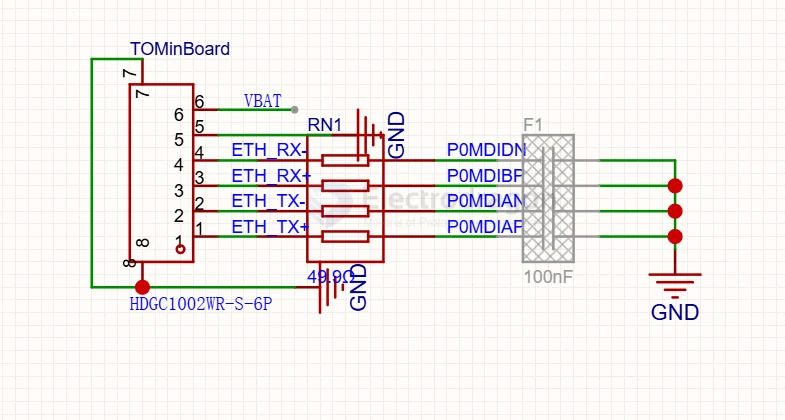 TOMinBoard
7
7
VBAT
6
6
RN1
GND
F1
5
5
ETH_RX-
P0MDIDN
4
4
ETH_RX+
P0MDIBP
3
3
ETH_TX-
P0MDIAN
2
2
ETH_TX+
P0MDIAP
1
1
8
8
49.9Ω
GND
100nF
HDGC1002WR-S-6P
GND